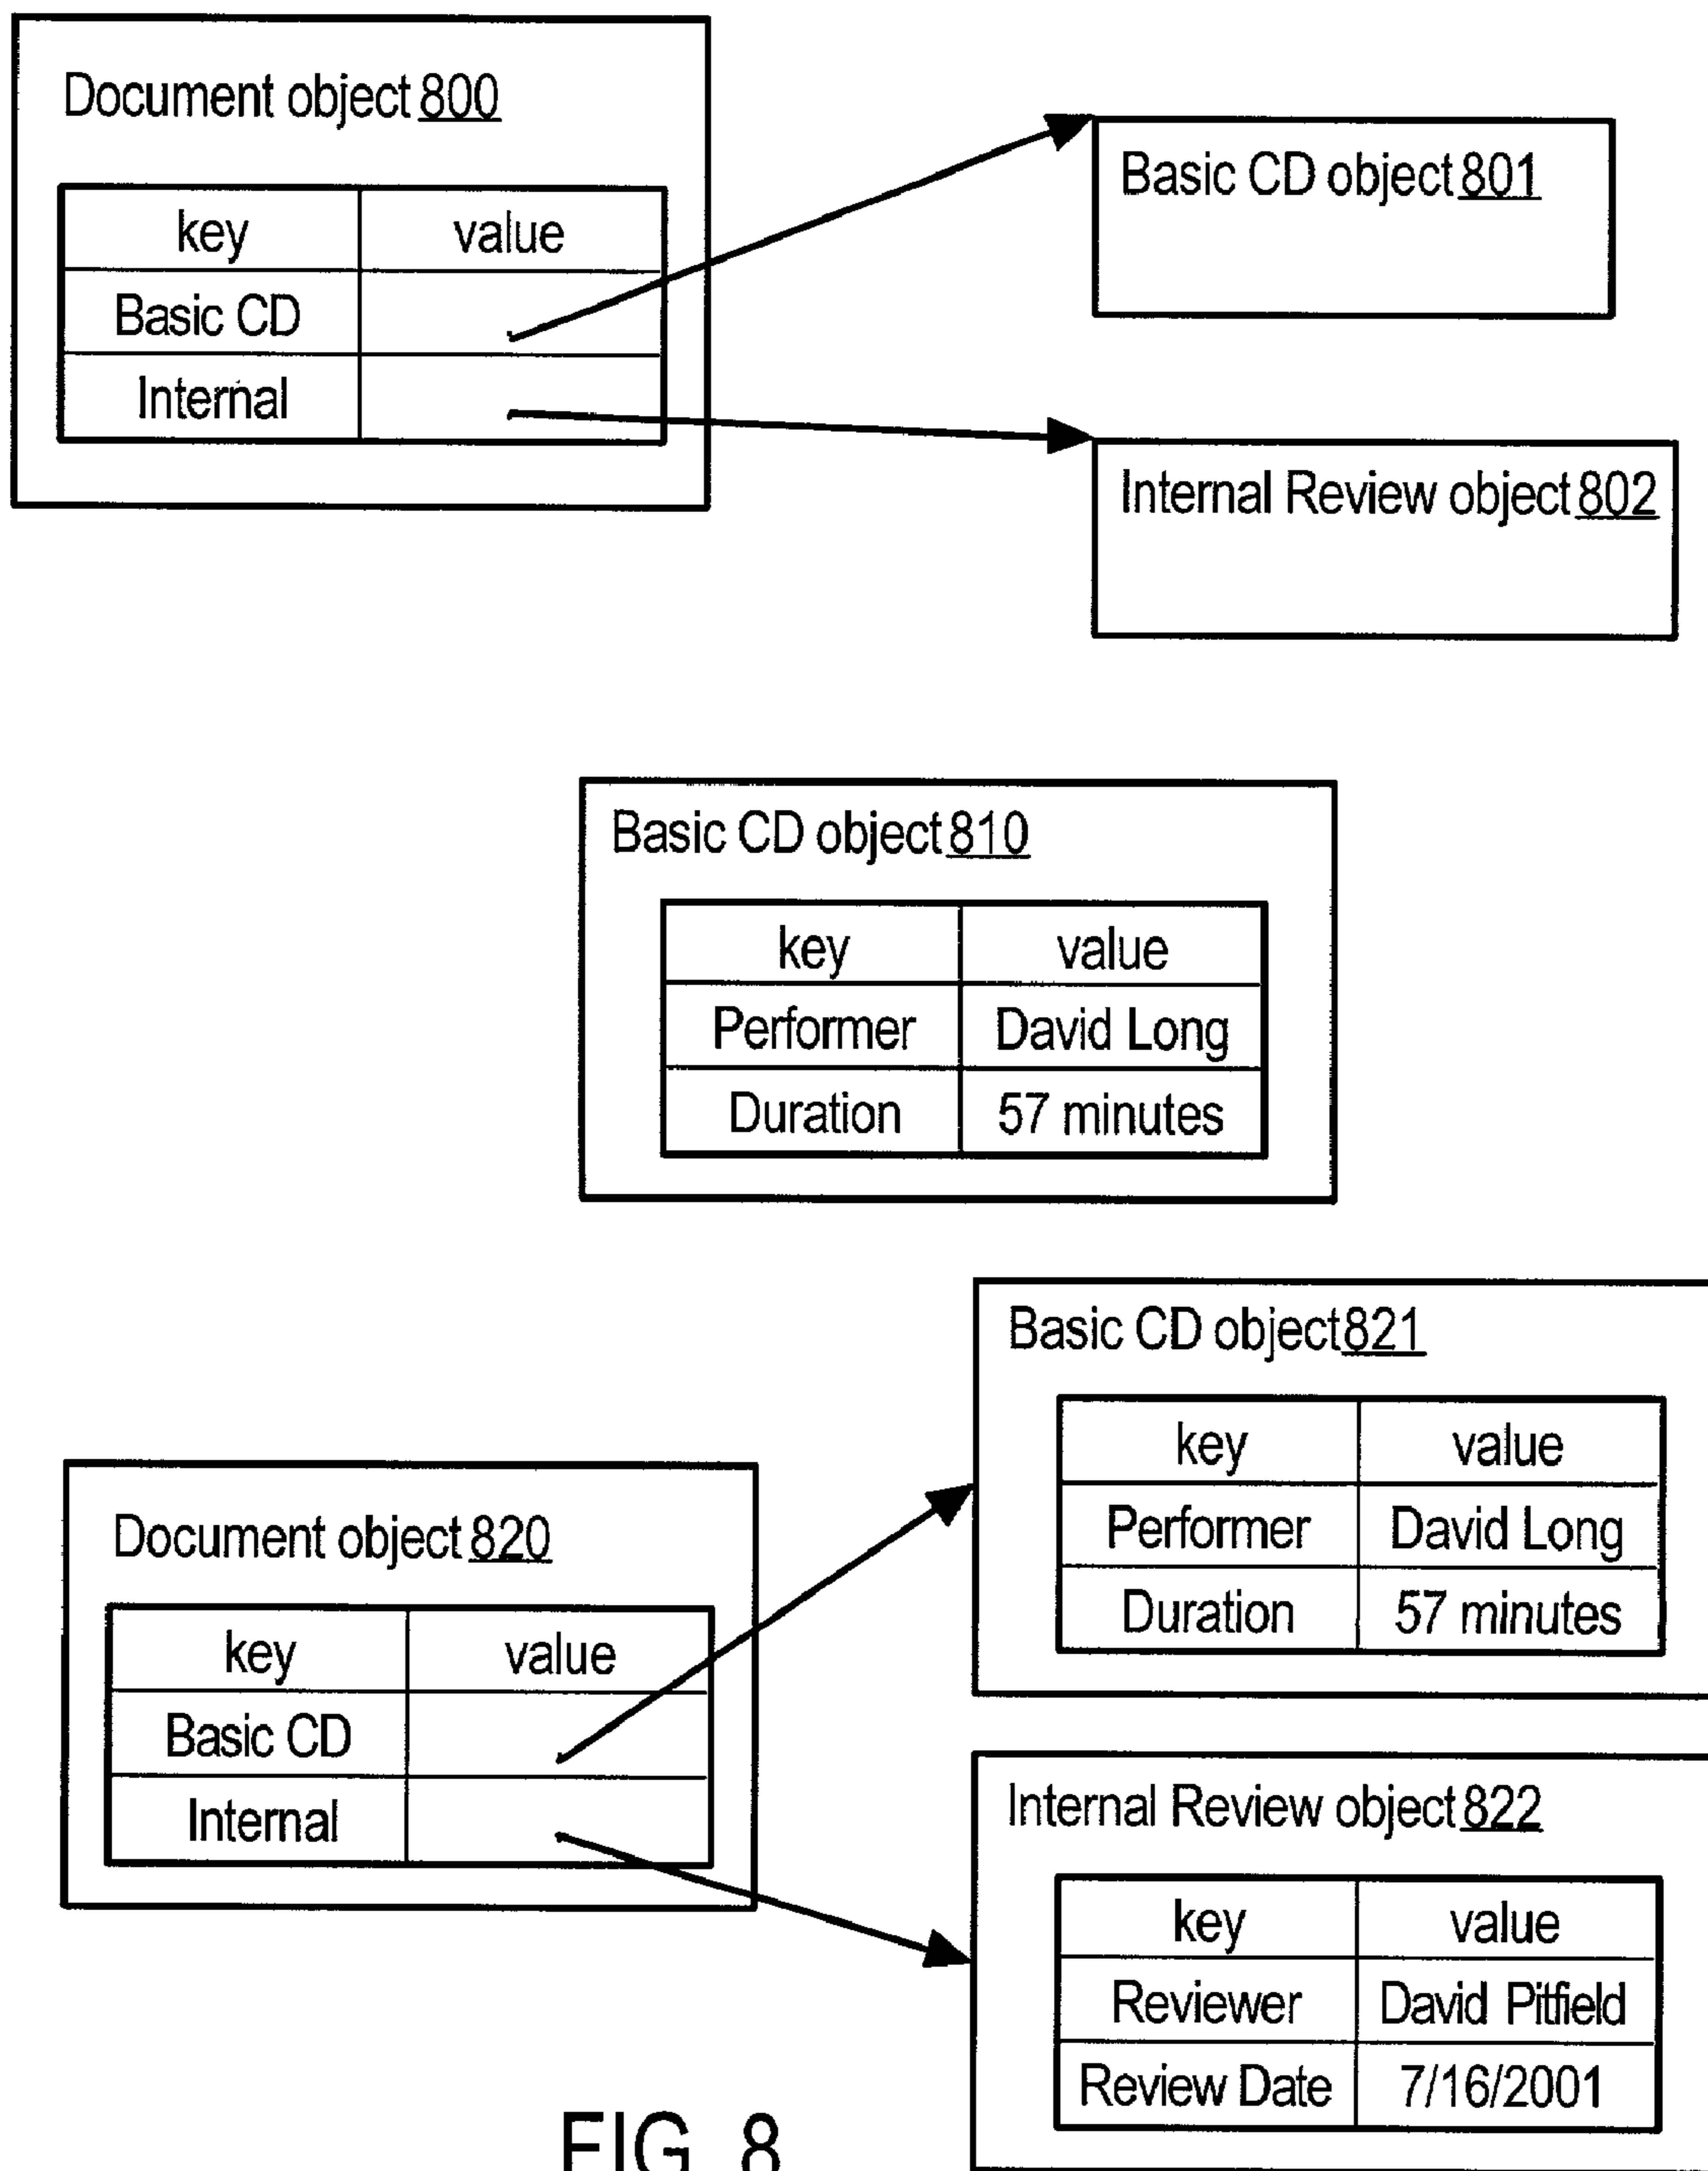 Document object 800
key value
Basic CD
Internal
Basic CD object 801
Internal Review object 802
Basic CD object 810
key value
Performer David Long
Duration 57 minutes
Document object 820
key value
Basic CD
Internal
Basic CD object 821
key value
Performer David Long
Duration 57 minutes
Internal Review object 822
key value
Reviewer David Pitfield
Review Date 7/16/2001
FIG. 8